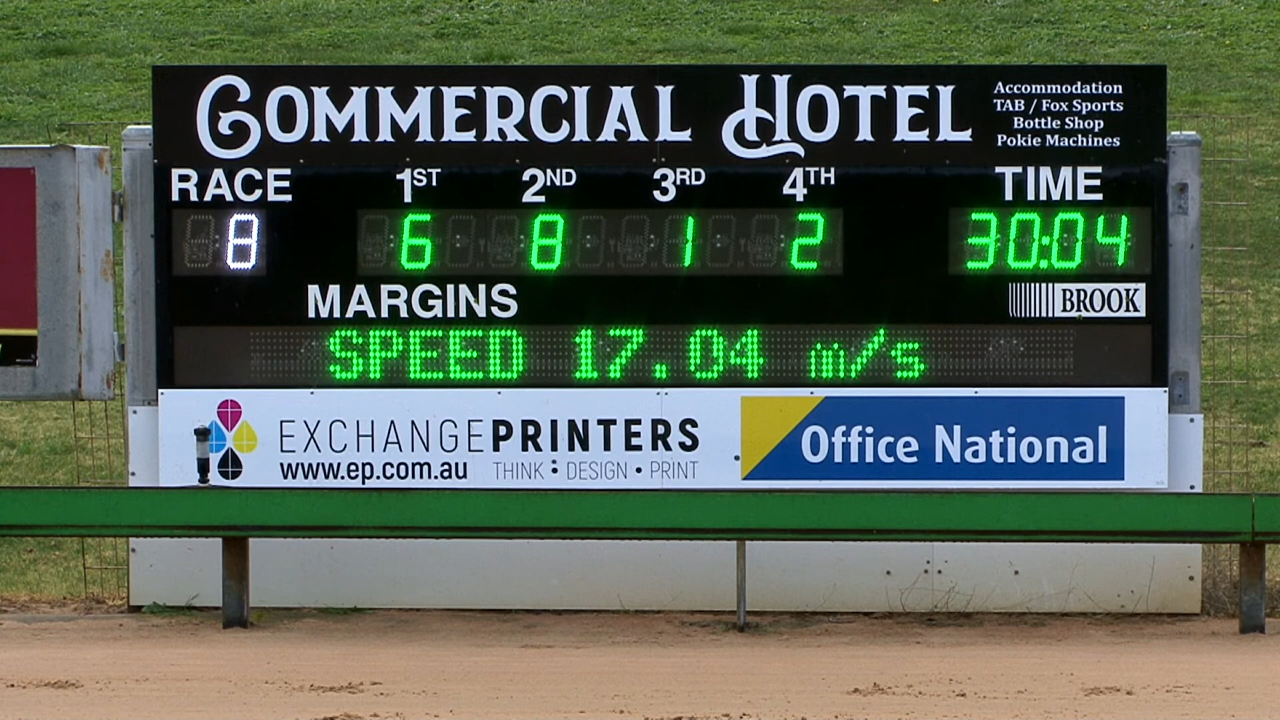 COMMERCIAL HOTEL
Accommodation
TAB / Fox Sports
Bottle Shop
Pokie Machines
RACE 1ST 2ND 3RD 4TH TIME
8 6 8 1 2 30:04
MARGINS
BROOK
SPEED 17.04 m/s
EXCHANGEPRINTERS
www.ep.com.au THINK • DESIGN • PRINT
Office National